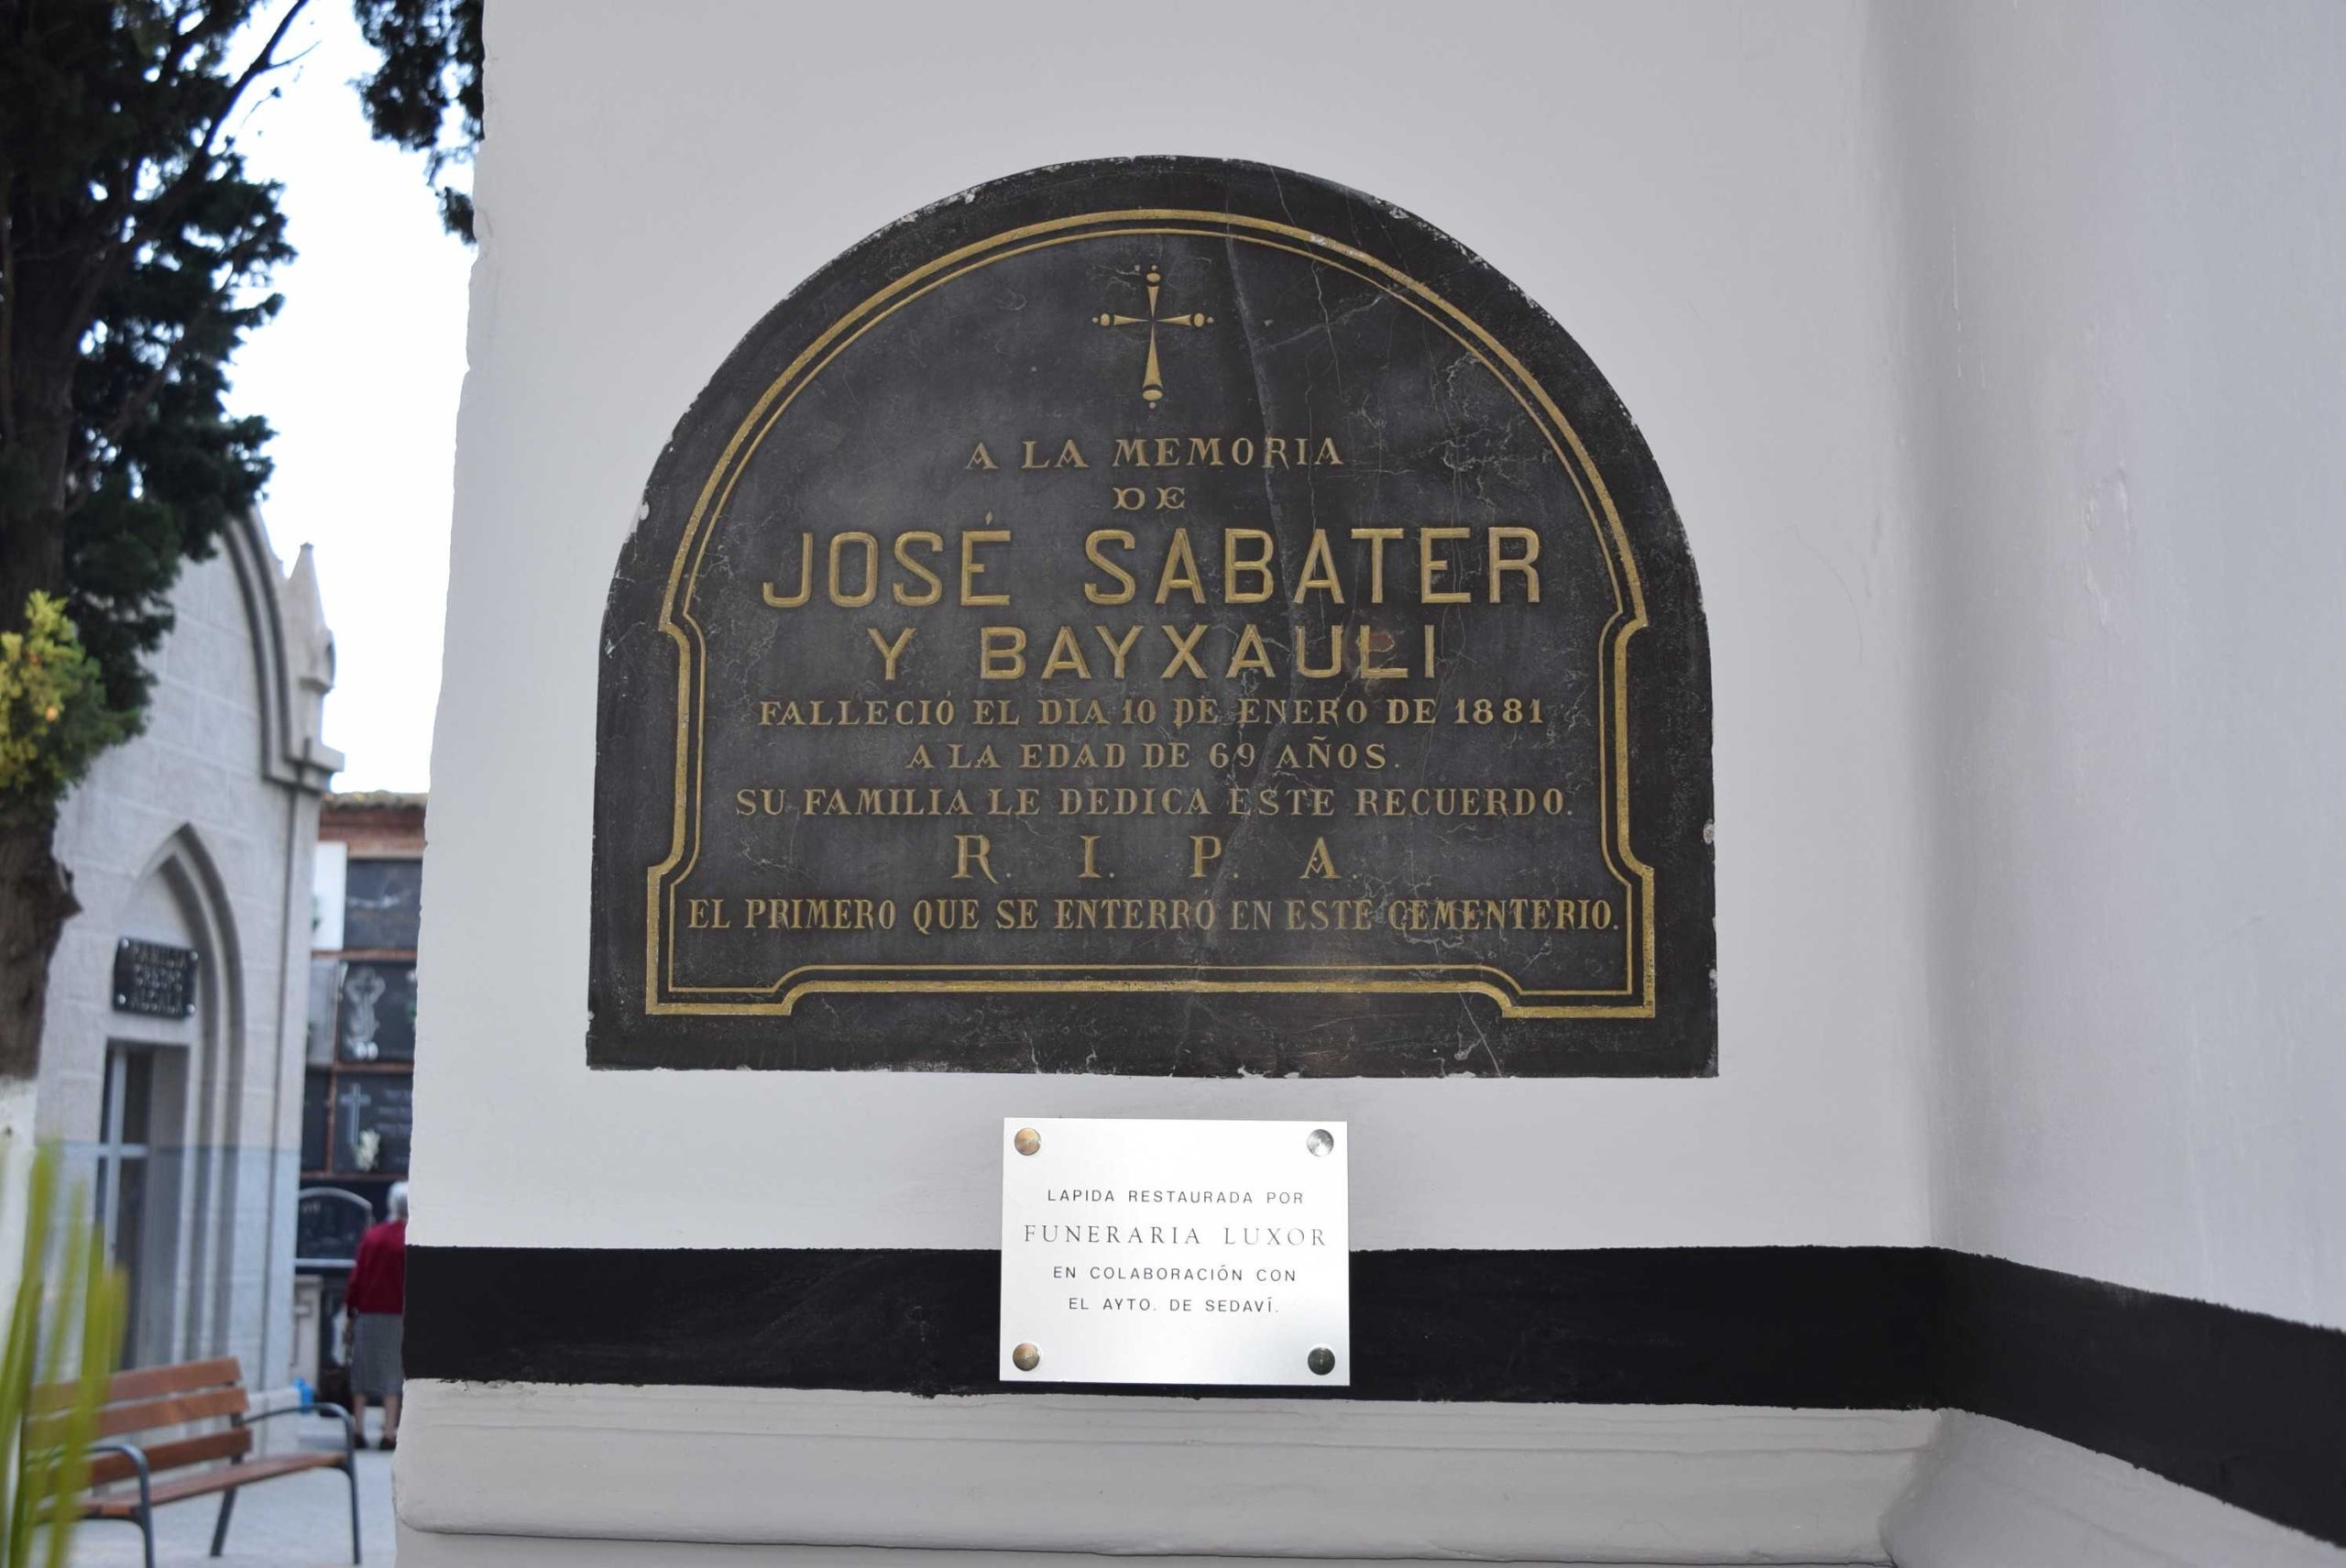 A LA MEMORIA
DE
JOSÉ SABATER
Y BAYXAULI
FALLECIÓ EL DIA 10 DE ENERO DE 1881
A LA EDAD DE 69 AÑOS.
SU FAMILIA LE DEDICA ESTE RECUERDO.
R. I. P. A.
EL PRIMERO QUE SE ENTERRO EN ESTE CEMENTERIO.
LAPIDA RESTAURADA POR
FUNERARIA LUXOR
EN COLABORACIÓN CON
EL AYTO. DE SEDAVÍ.
FAMILIA